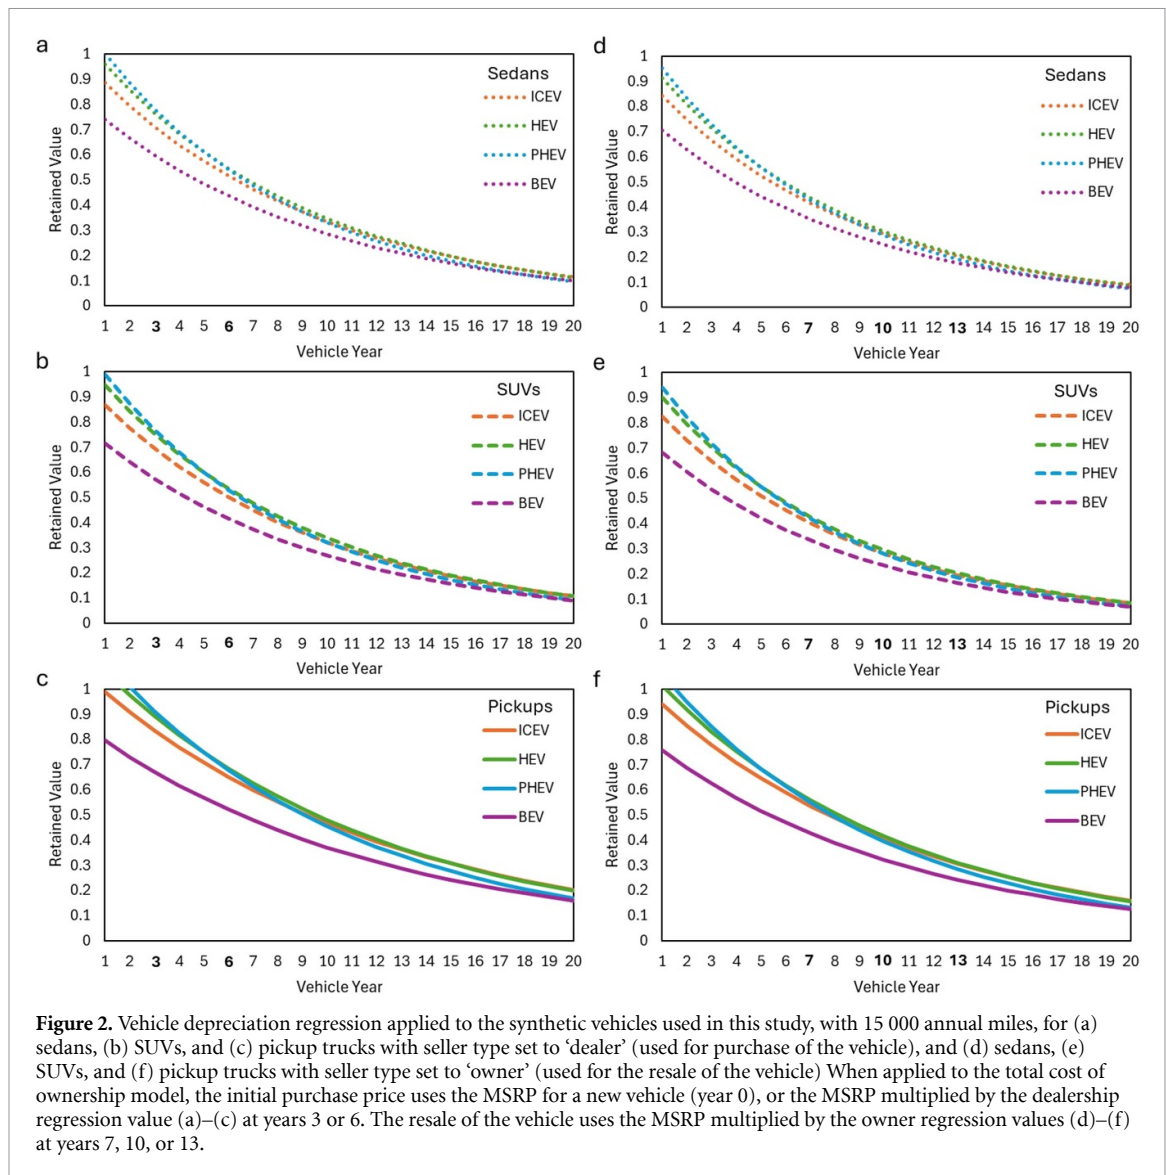 a
1
0.9
0.8
0.7
0.6
0.5
0.4
0.3
0.2
0.1
0
Retained Value
Sedans
ICEV
HEV
PHEV
BEV
1 2 3 4 5 6 7 8 9 10 11 12 13 14 15 16 17 18 19 20
Vehicle Year
d
1
0.9
0.8
0.7
0.6
0.5
0.4
0.3
0.2
0.1
0
Retained Value
Sedans
ICEV
HEV
PHEV
BEV
1 2 3 4 5 6 7 8 9 10 11 12 13 14 15 16 17 18 19 20
Vehicle Year
b
1
0.9
0.8
0.7
0.6
0.5
0.4
0.3
0.2
0.1
0
Retained Value
SUVs
ICEV
HEV
PHEV
BEV
1 2 3 4 5 6 7 8 9 10 11 12 13 14 15 16 17 18 19 20
Vehicle Year
e
1
0.9
0.8
0.7
0.6
0.5
0.4
0.3
0.2
0.1
0
Retained Value
SUVs
ICEV
HEV
PHEV
BEV
1 2 3 4 5 6 7 8 9 10 11 12 13 14 15 16 17 18 19 20
Vehicle Year
c
1
0.9
0.8
0.7
0.6
0.5
0.4
0.3
0.2
0.1
0
Retained Value
Pickups
ICEV
HEV
PHEV
BEV
1 2 3 4 5 6 7 8 9 10 11 12 13 14 15 16 17 18 19 20
Vehicle Year
f
1
0.9
0.8
0.7
0.6
0.5
0.4
0.3
0.2
0.1
0
Retained Value
Pickups
ICEV
HEV
PHEV
BEV
1 2 3 4 5 6 7 8 9 10 11 12 13 14 15 16 17 18 19 20
Vehicle Year
Figure 2. Vehicle depreciation regression applied to the synthetic vehicles used in this study, with 15 000 annual miles, for (a)
sedans, (b) SUVs, and (c) pickup trucks with seller type set to ‘dealer’ (used for purchase of the vehicle), and (d) sedans, (e)
SUVs, and (f) pickup trucks with seller type set to ‘owner’ (used for the resale of the vehicle) When applied to the total cost of
ownership model, the initial purchase price uses the MSRP for a new vehicle (year 0), or the MSRP multiplied by the dealership
regression value (a)–(c) at years 3 or 6. The resale of the vehicle uses the MSRP multiplied by the owner regression values (d)–(f)
at years 7, 10, or 13.